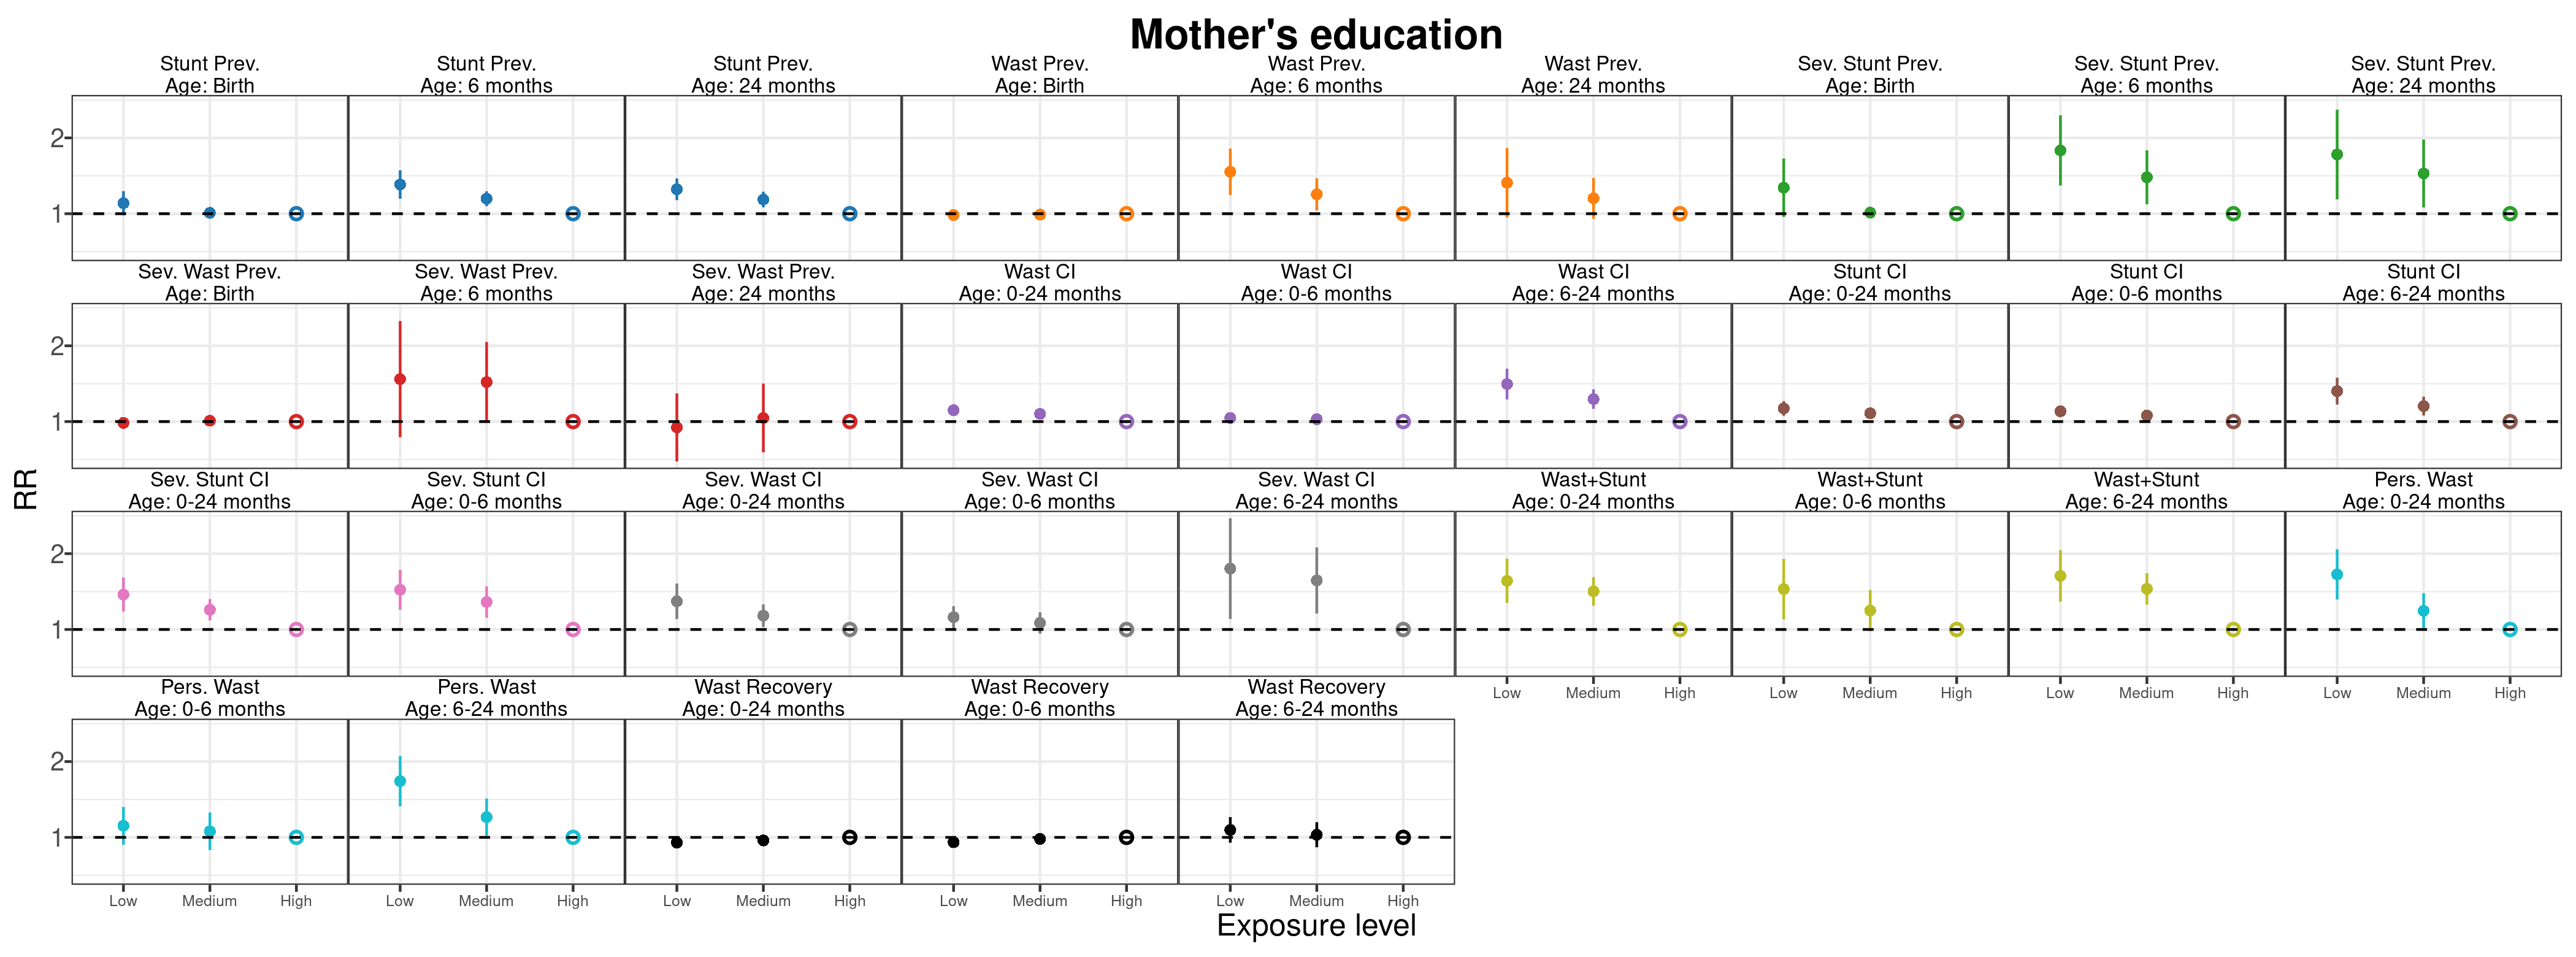 Mother's education
Stunt Prev. Stunt Prev. Stunt Prev. Wast Prev. Wast Prev. Wast Prev. Sev. Stunt Prev. Sev. Stunt Prev. Sev. Stunt Prev.
Age: Birth Age: 6 months Age: 24 months Age: Birth Age: 6 months Age: 24 months Age: Birth Age: 6 months Age: 24 months
2
1
Sev. Wast Prev. Sev. Wast Prev. Sev. Wast Prev. Wast CI Wast CI Wast CI Stunt CI Stunt CI Stunt CI
Age: Birth Age: 6 months Age: 24 months Age: 0-24 months Age: 0-6 months Age: 6-24 months Age: 0-24 months Age: 0-6 months Age: 6-24 months
2
1
RR
Sev. Stunt CI Sev. Stunt CI Sev. Wast CI Sev. Wast CI Sev. Wast CI Wast+Stunt Wast+Stunt Wast+Stunt Pers. Wast
Age: 0-24 months Age: 0-6 months Age: 0-24 months Age: 0-6 months Age: 6-24 months Age: 0-24 months Age: 0-6 months Age: 6-24 months Age: 0-24 months
2
1
Low Medium High Low Medium High Low Medium High Low Medium High
Pers. Wast Pers. Wast Wast Recovery Wast Recovery Wast Recovery
Age: 0-6 months Age: 6-24 months Age: 0-24 months Age: 0-6 months Age: 6-24 months
2
1
Low Medium High Low Medium High Low Medium High Low Medium High Low Medium High
Exposure level